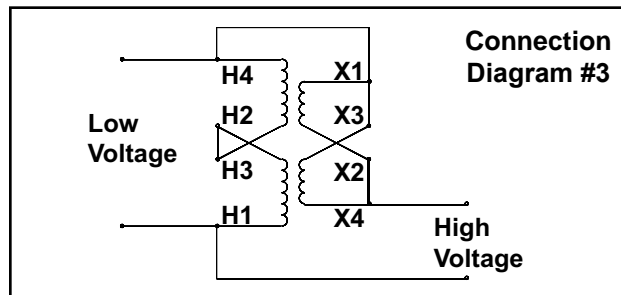 Connection
Diagram #3
H4
X1
H2
X3
Low
Voltage
H3
X2
H1
X4
High
Voltage